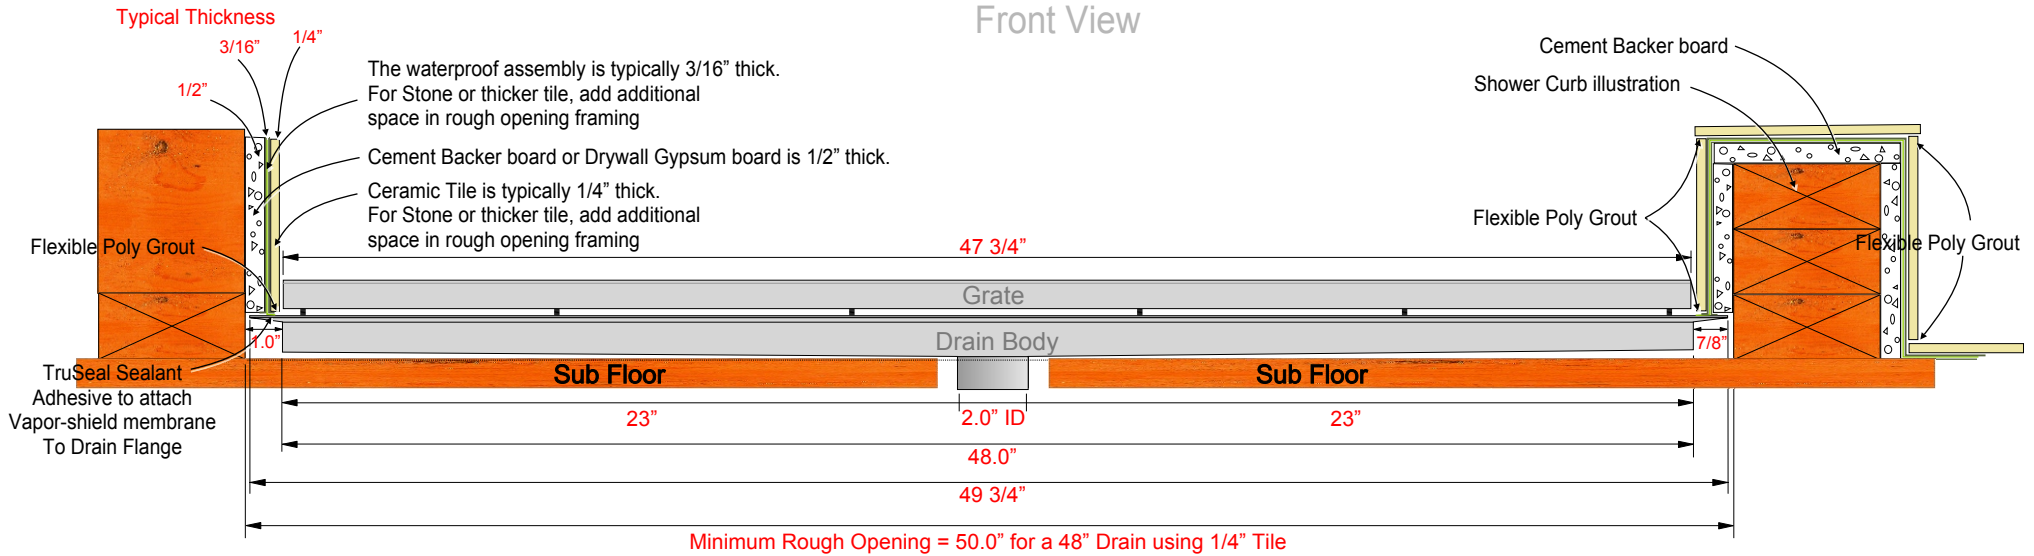 Front View
Typical Thickness
3/16”
1/4”
1/2”
The waterproof assembly is typically 3/16” thick.
For Stone or thicker tile, add additional
space in rough opening framing
Cement Backer board or Drywall Gypsum board is 1/2” thick.
Ceramic Tile is typically 1/4” thick.
For Stone or thicker tile, add additional
space in rough opening framing
Flexible Poly Grout
Cement Backer board
Shower Curb illustration
Flexible Poly Grout
Flexible Poly Grout
47 3/4”
Grate
Drain Body
1.0”
7/8”
Sub Floor
Sub Floor
TruSeal Sealant
Adhesive to attach
Vapor-shield membrane
To Drain Flange
23”
2.0” ID
23”
48.0”
49 3/4”
Minimum Rough Opening = 50.0” for a 48” Drain using 1/4” Tile